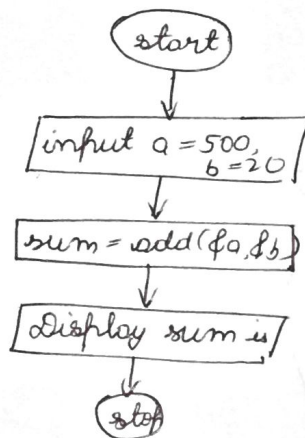 start
input a = 500,
b = 20
sum = add(&a, &b)
Display sum is
stop